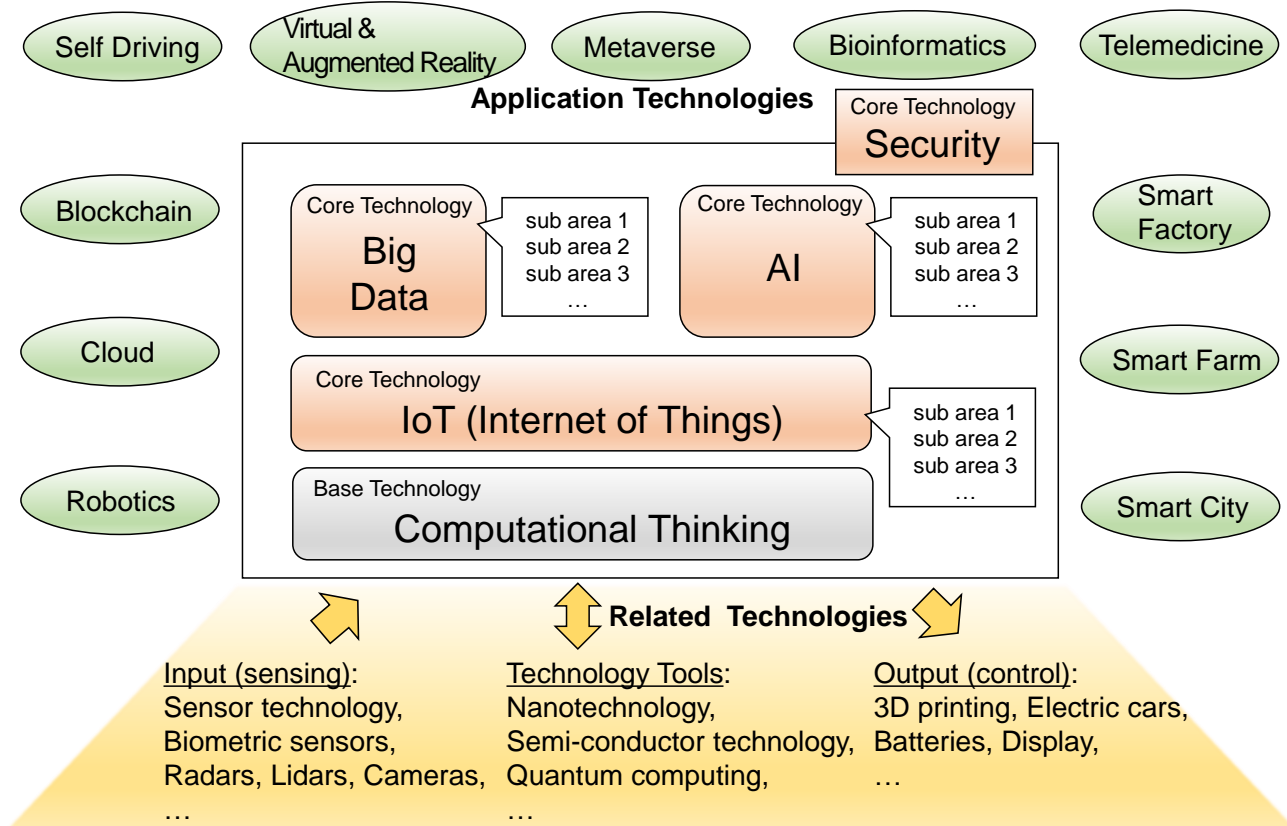 Self Driving
Virtual &
Augmented Reality
Metaverse
Bioinformatics
Telemedicine
Application Technologies
Core Technology
Security
Blockchain
Core Technology
Big
Data
sub area 1
sub area 2
sub area 3
…
Core Technology
AI
sub area 1
sub area 2
sub area 3
…
Smart
Factory
Cloud
Core Technology
IoT (Internet of Things)
sub area 1
sub area 2
sub area 3
…
Smart Farm
Robotics
Base Technology
Computational Thinking
Smart City
Related Technologies
Input (sensing):
Sensor technology,
Biometric sensors,
Radars, Lidars, Cameras,
…
Technology Tools:
Nanotechnology,
Semi-conductor technology,
Quantum computing,
…
Output (control):
3D printing, Electric cars,
Batteries, Display,
…